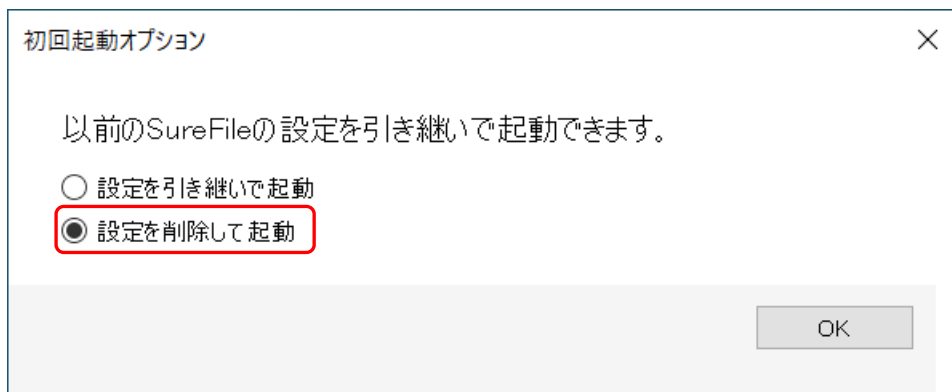 初回起動オプション
以前のSureFileの設定を引き継いで起動できます。
設定を引き継いで起動
設定を削除して起動
OK